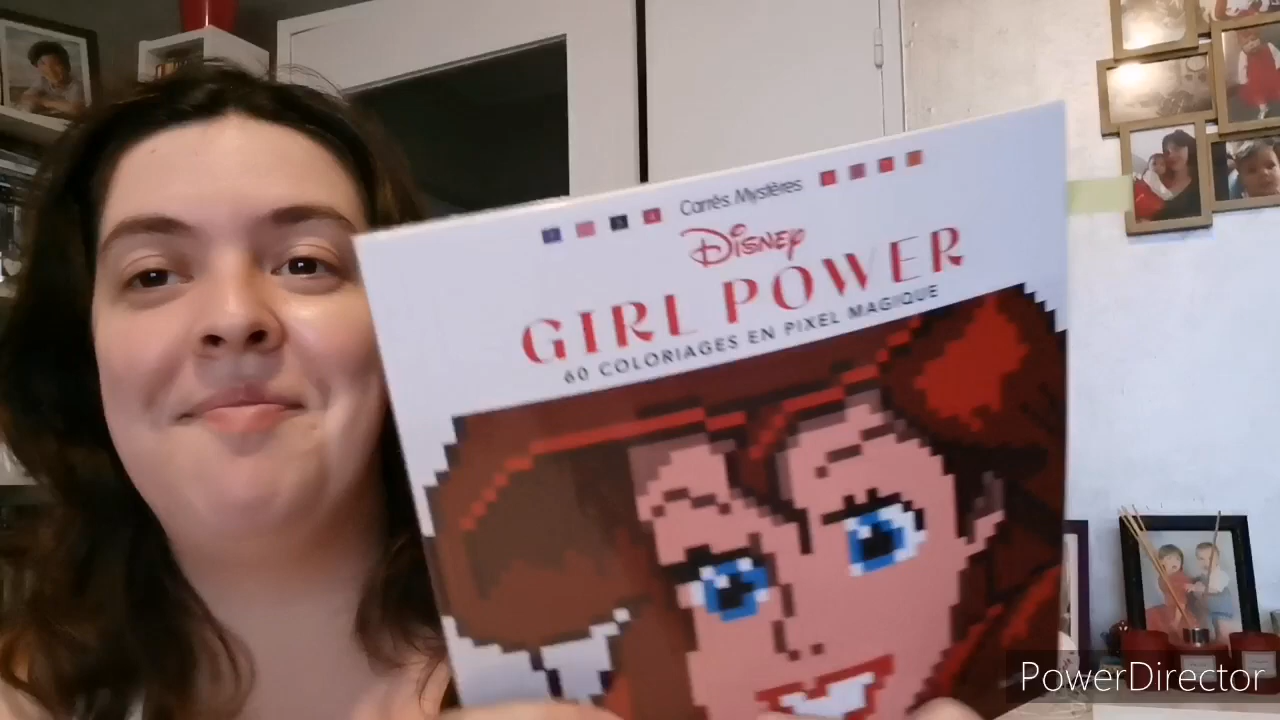 Carrés Mystères
Disney
GIRL POWER
60 COLORIAGES EN PIXEL MAGIQUE
PowerDirector